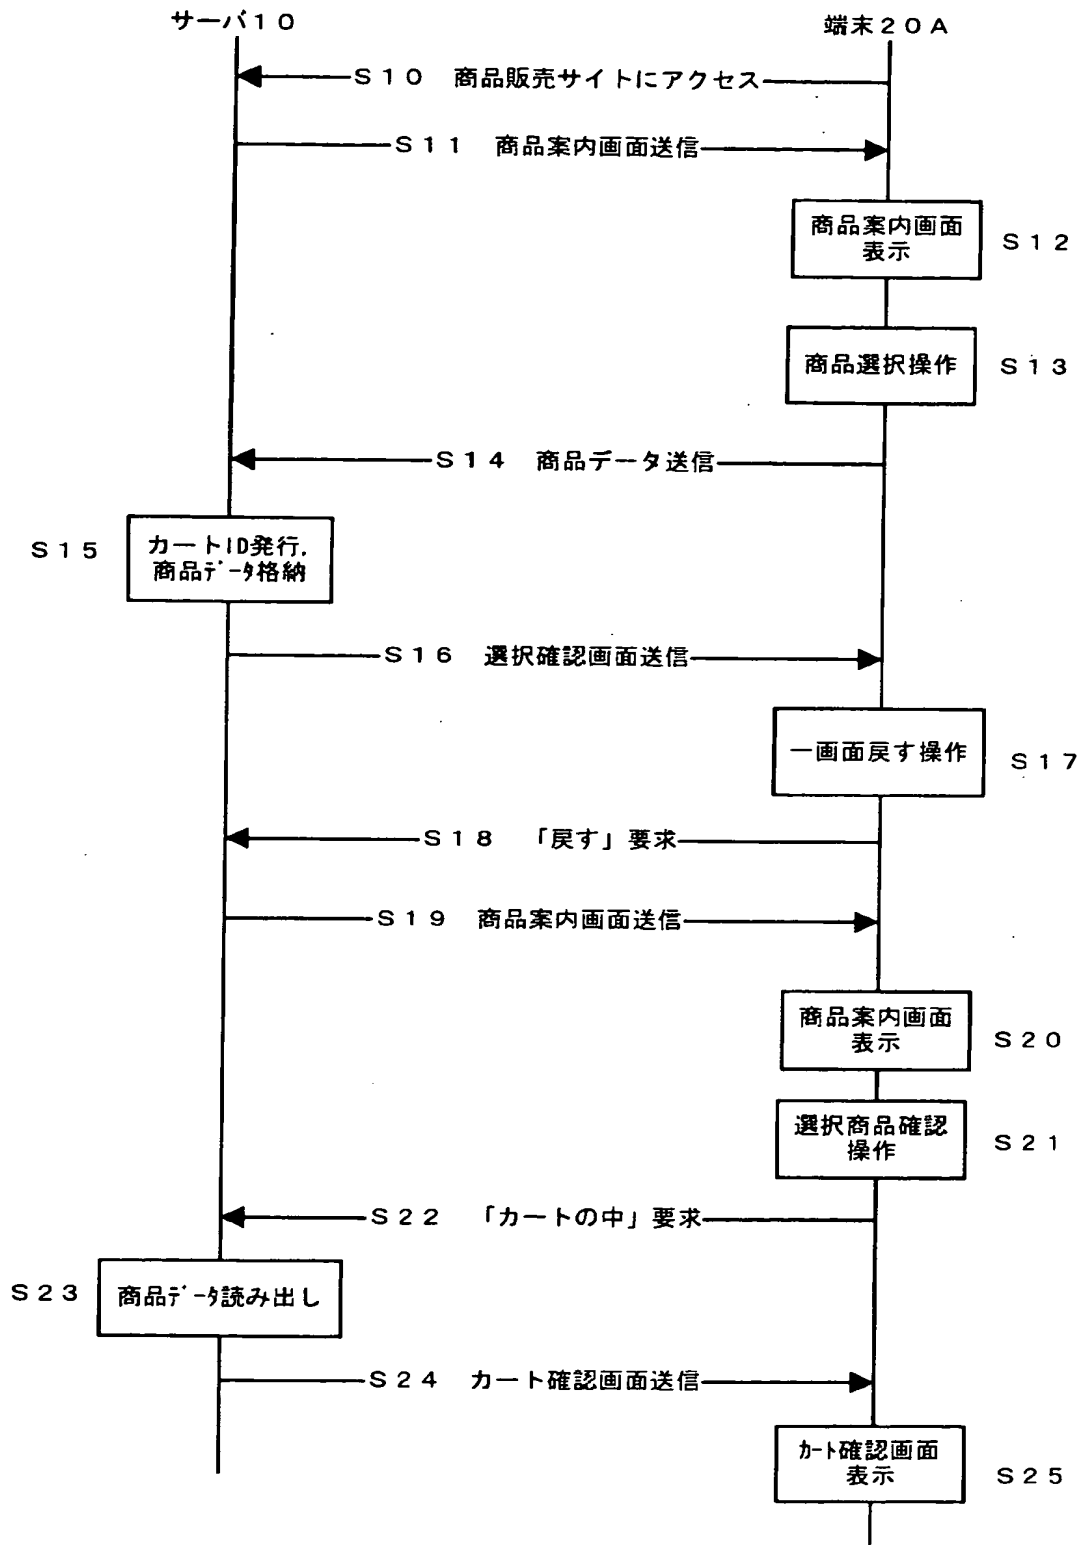 サーバ10
端末20A
S10 商品販売サイトにアクセス
S11 商品案内画面送信
商品案内画面
表示
S12
商品選択操作
S13
S14 商品データ送信
S15
カートID発行,
商品ﾃﾞｰﾀ格納
S16 選択確認画面送信
一画面戻す操作
S17
S18 「戻す」要求
S19 商品案内画面送信
商品案内画面
表示
S20
選択商品確認
操作
S21
S22 「カートの中」要求
S23
商品ﾃﾞｰﾀ読み出し
S24 カート確認画面送信
ｶｰﾄ確認画面
表示
S25